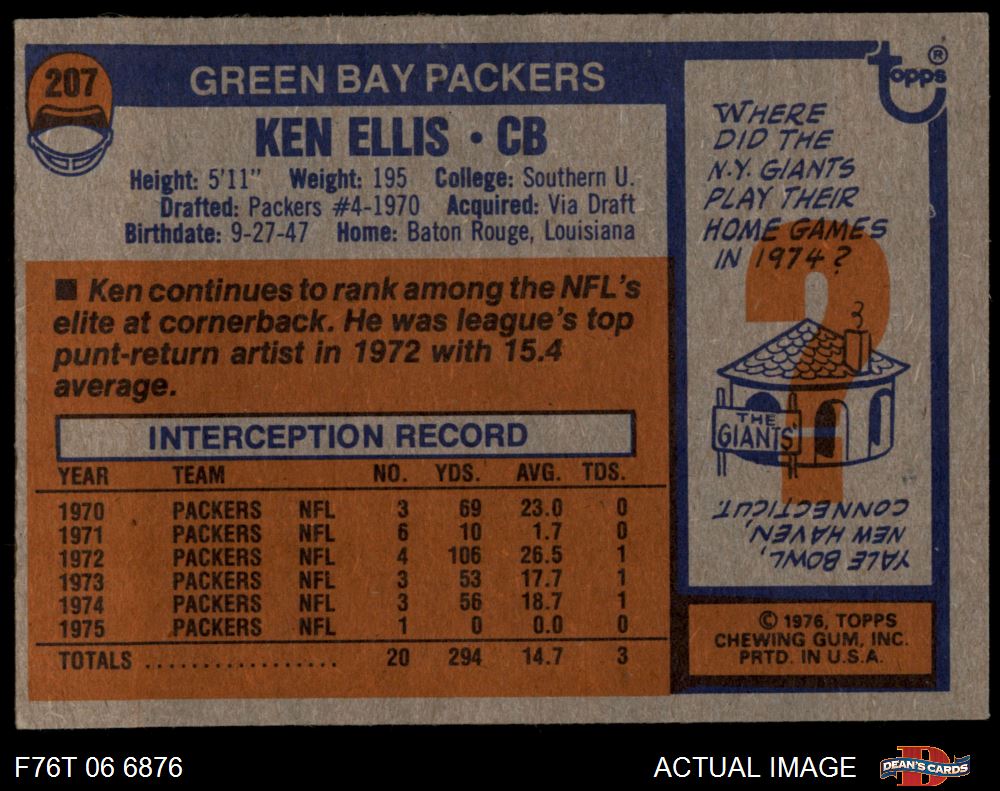 207
GREEN BAY PACKERS
KEN ELLIS • CB
Height: 5'11" Weight: 195 College: Southern U.
Drafted: Packers #4-1970 Acquired: Via Draft
Birthdate: 9-27-47 Home: Baton Rouge, Louisiana
■ Ken continues to rank among the NFL's
elite at cornerback. He was league's top
punt-return artist in 1972 with 15.4
average.
INTERCEPTION RECORD
YEAR TEAM NO. YDS. AVG. TDS.
1970 PACKERS NFL 3 69 23.0 0
1971 PACKERS NFL 6 10 1.7 0
1972 PACKERS NFL 4 106 26.5 1
1973 PACKERS NFL 3 53 17.7 1
1974 PACKERS NFL 3 56 18.7 1
1975 PACKERS NFL 1 0 0.0 0
TOTALS ................. 20 294 14.7 3
topps ®
WHERE
DID THE
N.Y. GIANTS
PLAY THEIR
HOME GAMES
IN 1974?
?
THE
GIANTS
YALE BOWL,
NEW HAVEN,
CONNECTICUT.
© 1976, TOPPS
CHEWING GUM, INC.
PRTD. IN U.S.A.
F76T 06 6876
ACTUAL IMAGE
D
DEAN'S CARDS